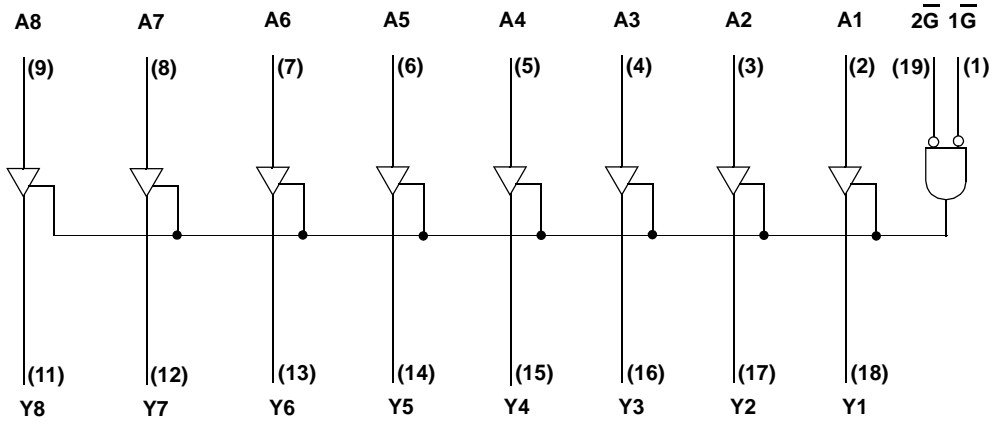 A8 A7 A6 A5 A4 A3 A2 A1 2G̅ 1G̅
(9) (8) (7) (6) (5) (4) (3) (2) (19) (1)
(11) (12) (13) (14) (15) (16) (17) (18)
Y8 Y7 Y6 Y5 Y4 Y3 Y2 Y1